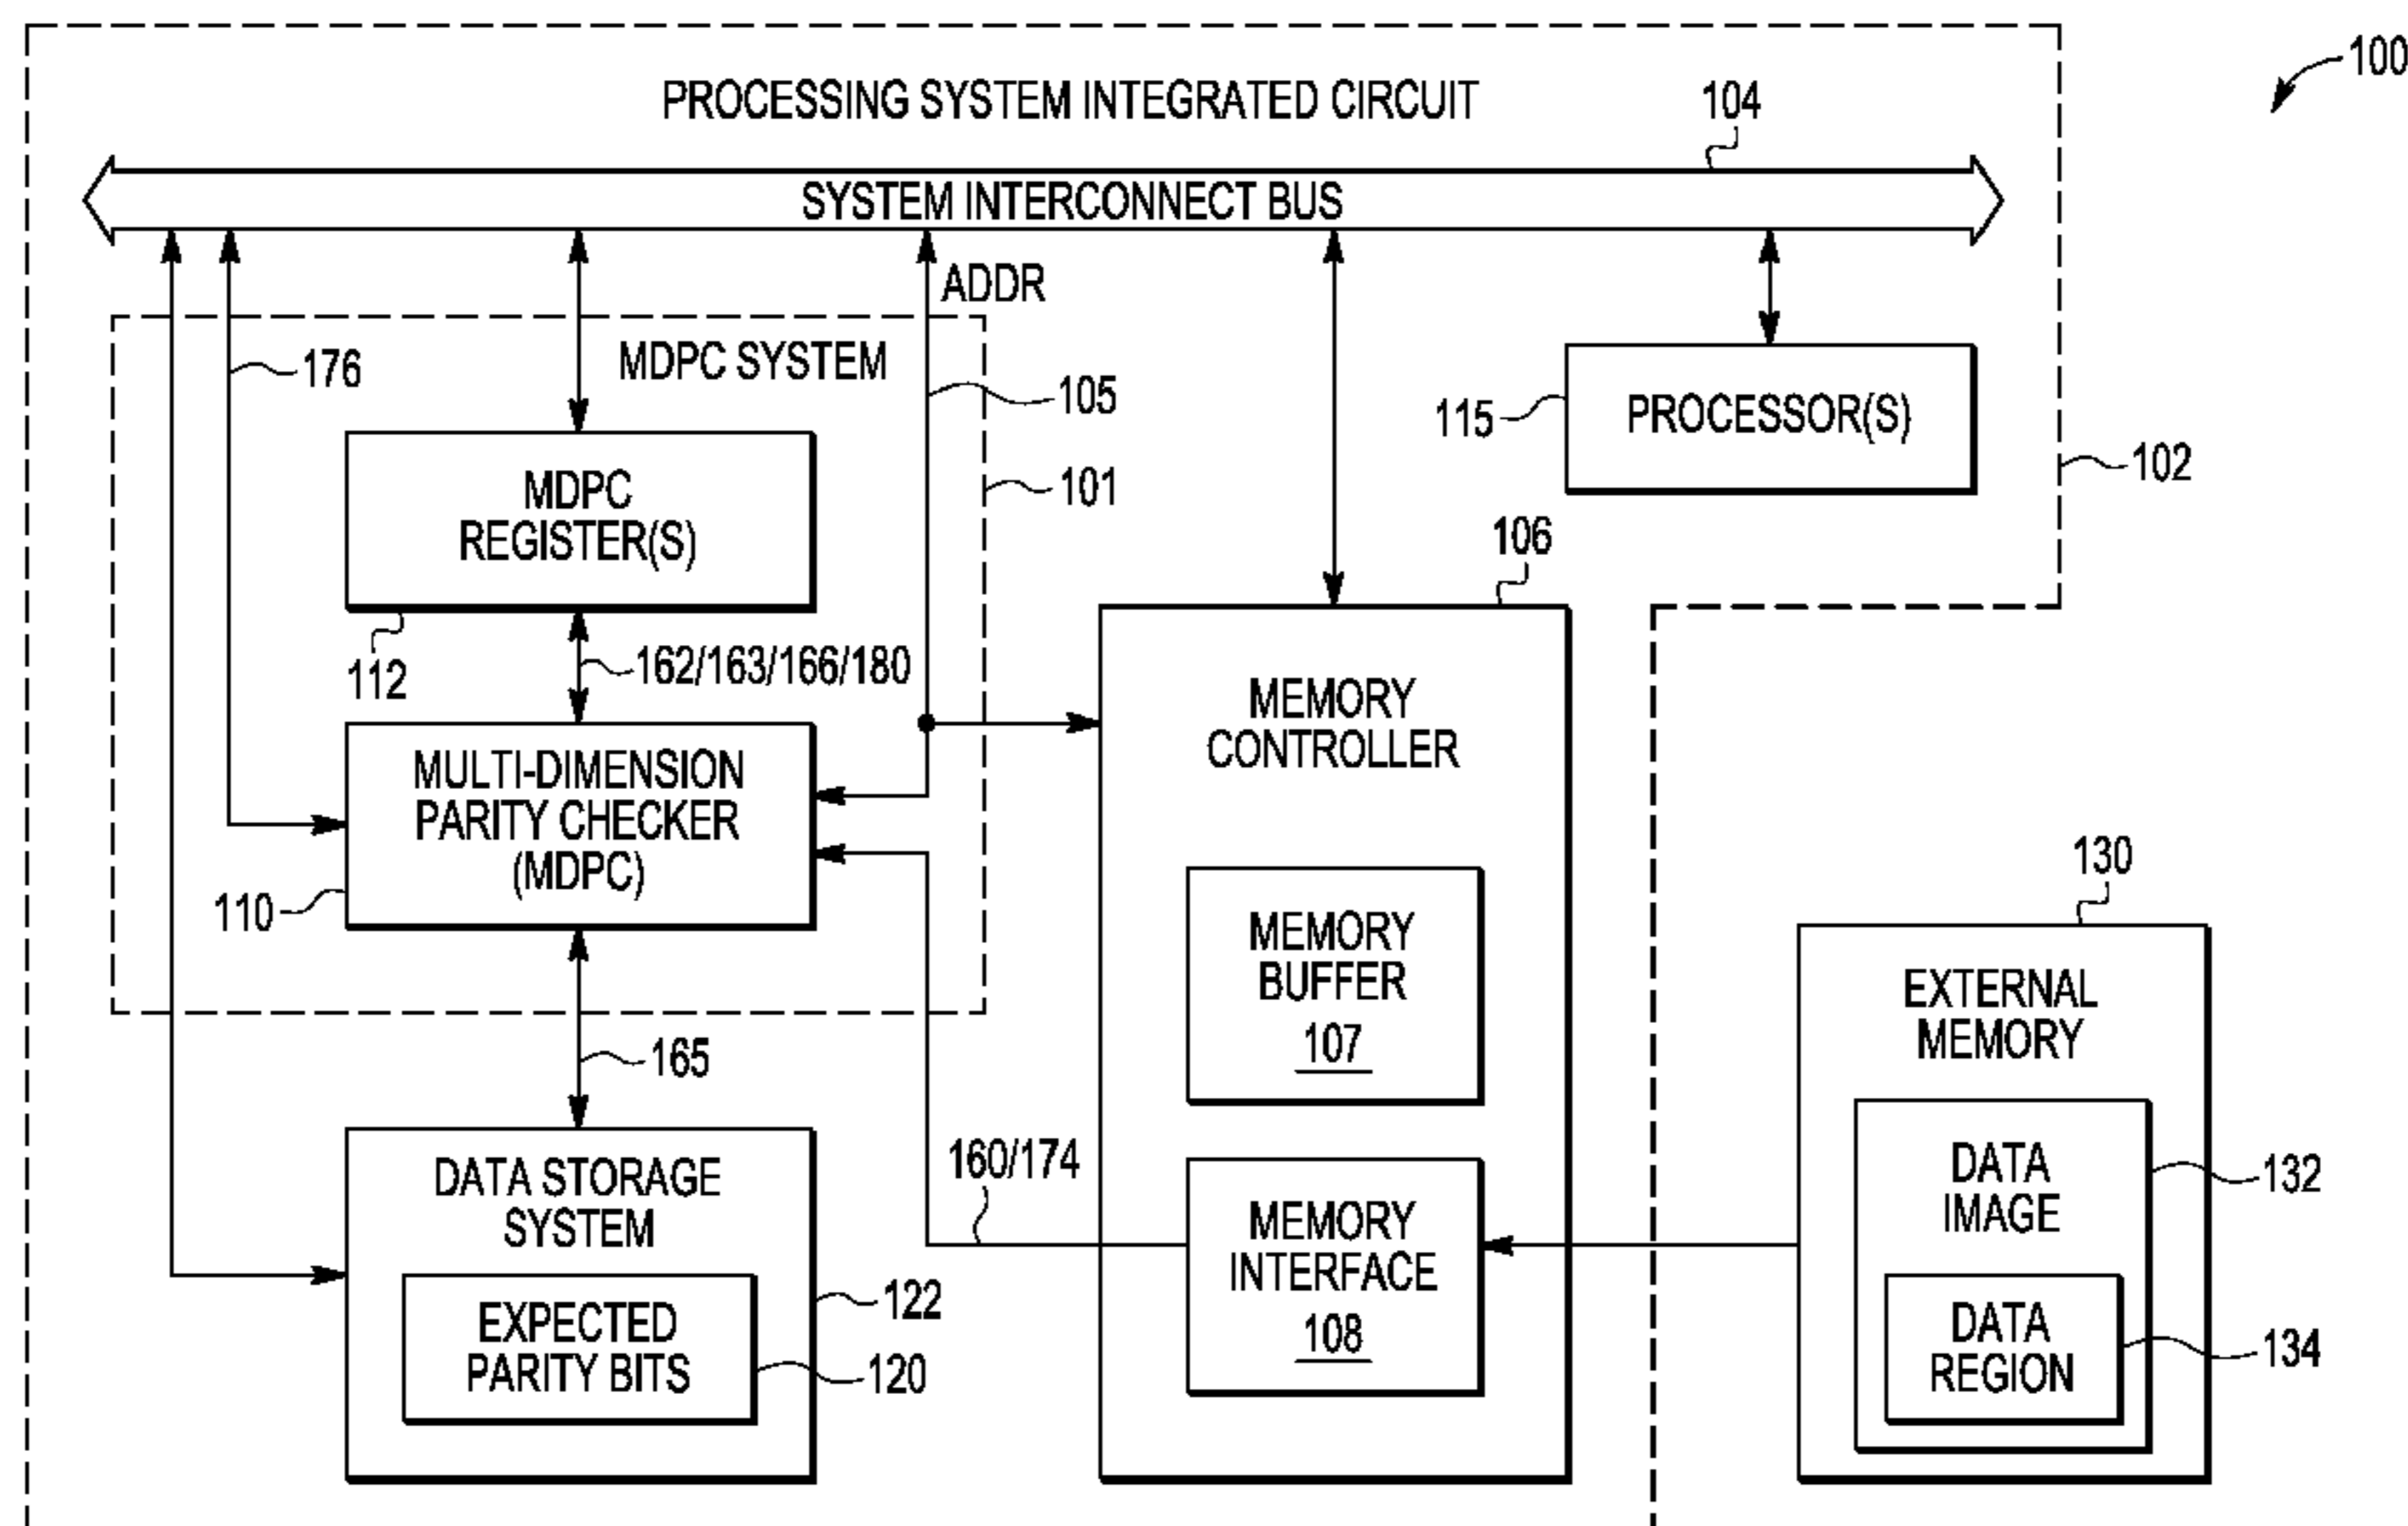 100
PROCESSING SYSTEM INTEGRATED CIRCUIT
104
SYSTEM INTERCONNECT BUS
ADDR
176
MDPC SYSTEM
105
115
PROCESSOR(S)
102
101
MDPC
REGISTER(S)
106
112
162/163/166/180
MEMORY
CONTROLLER
MULTI-DIMENSION
PARITY CHECKER
(MDPC)
110
130
MEMORY
BUFFER
107
EXTERNAL
MEMORY
165
160/174
DATA STORAGE
SYSTEM
DATA
IMAGE
132
MEMORY
INTERFACE
108
122
EXPECTED
PARITY BITS
120
DATA
REGION
134